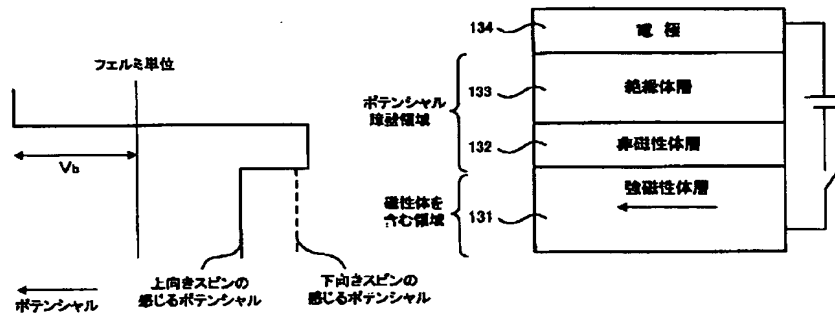 フェルミ単位
Vb
上向きスピンの
感じるポテンシャル
下向きスピンの
感じるポテンシャル
ポテンシャル
ポテンシャル
障壁領域
磁性体を
含む領域
134
電 極
133
絶縁体層
132
非磁性体層
131
強磁性体層